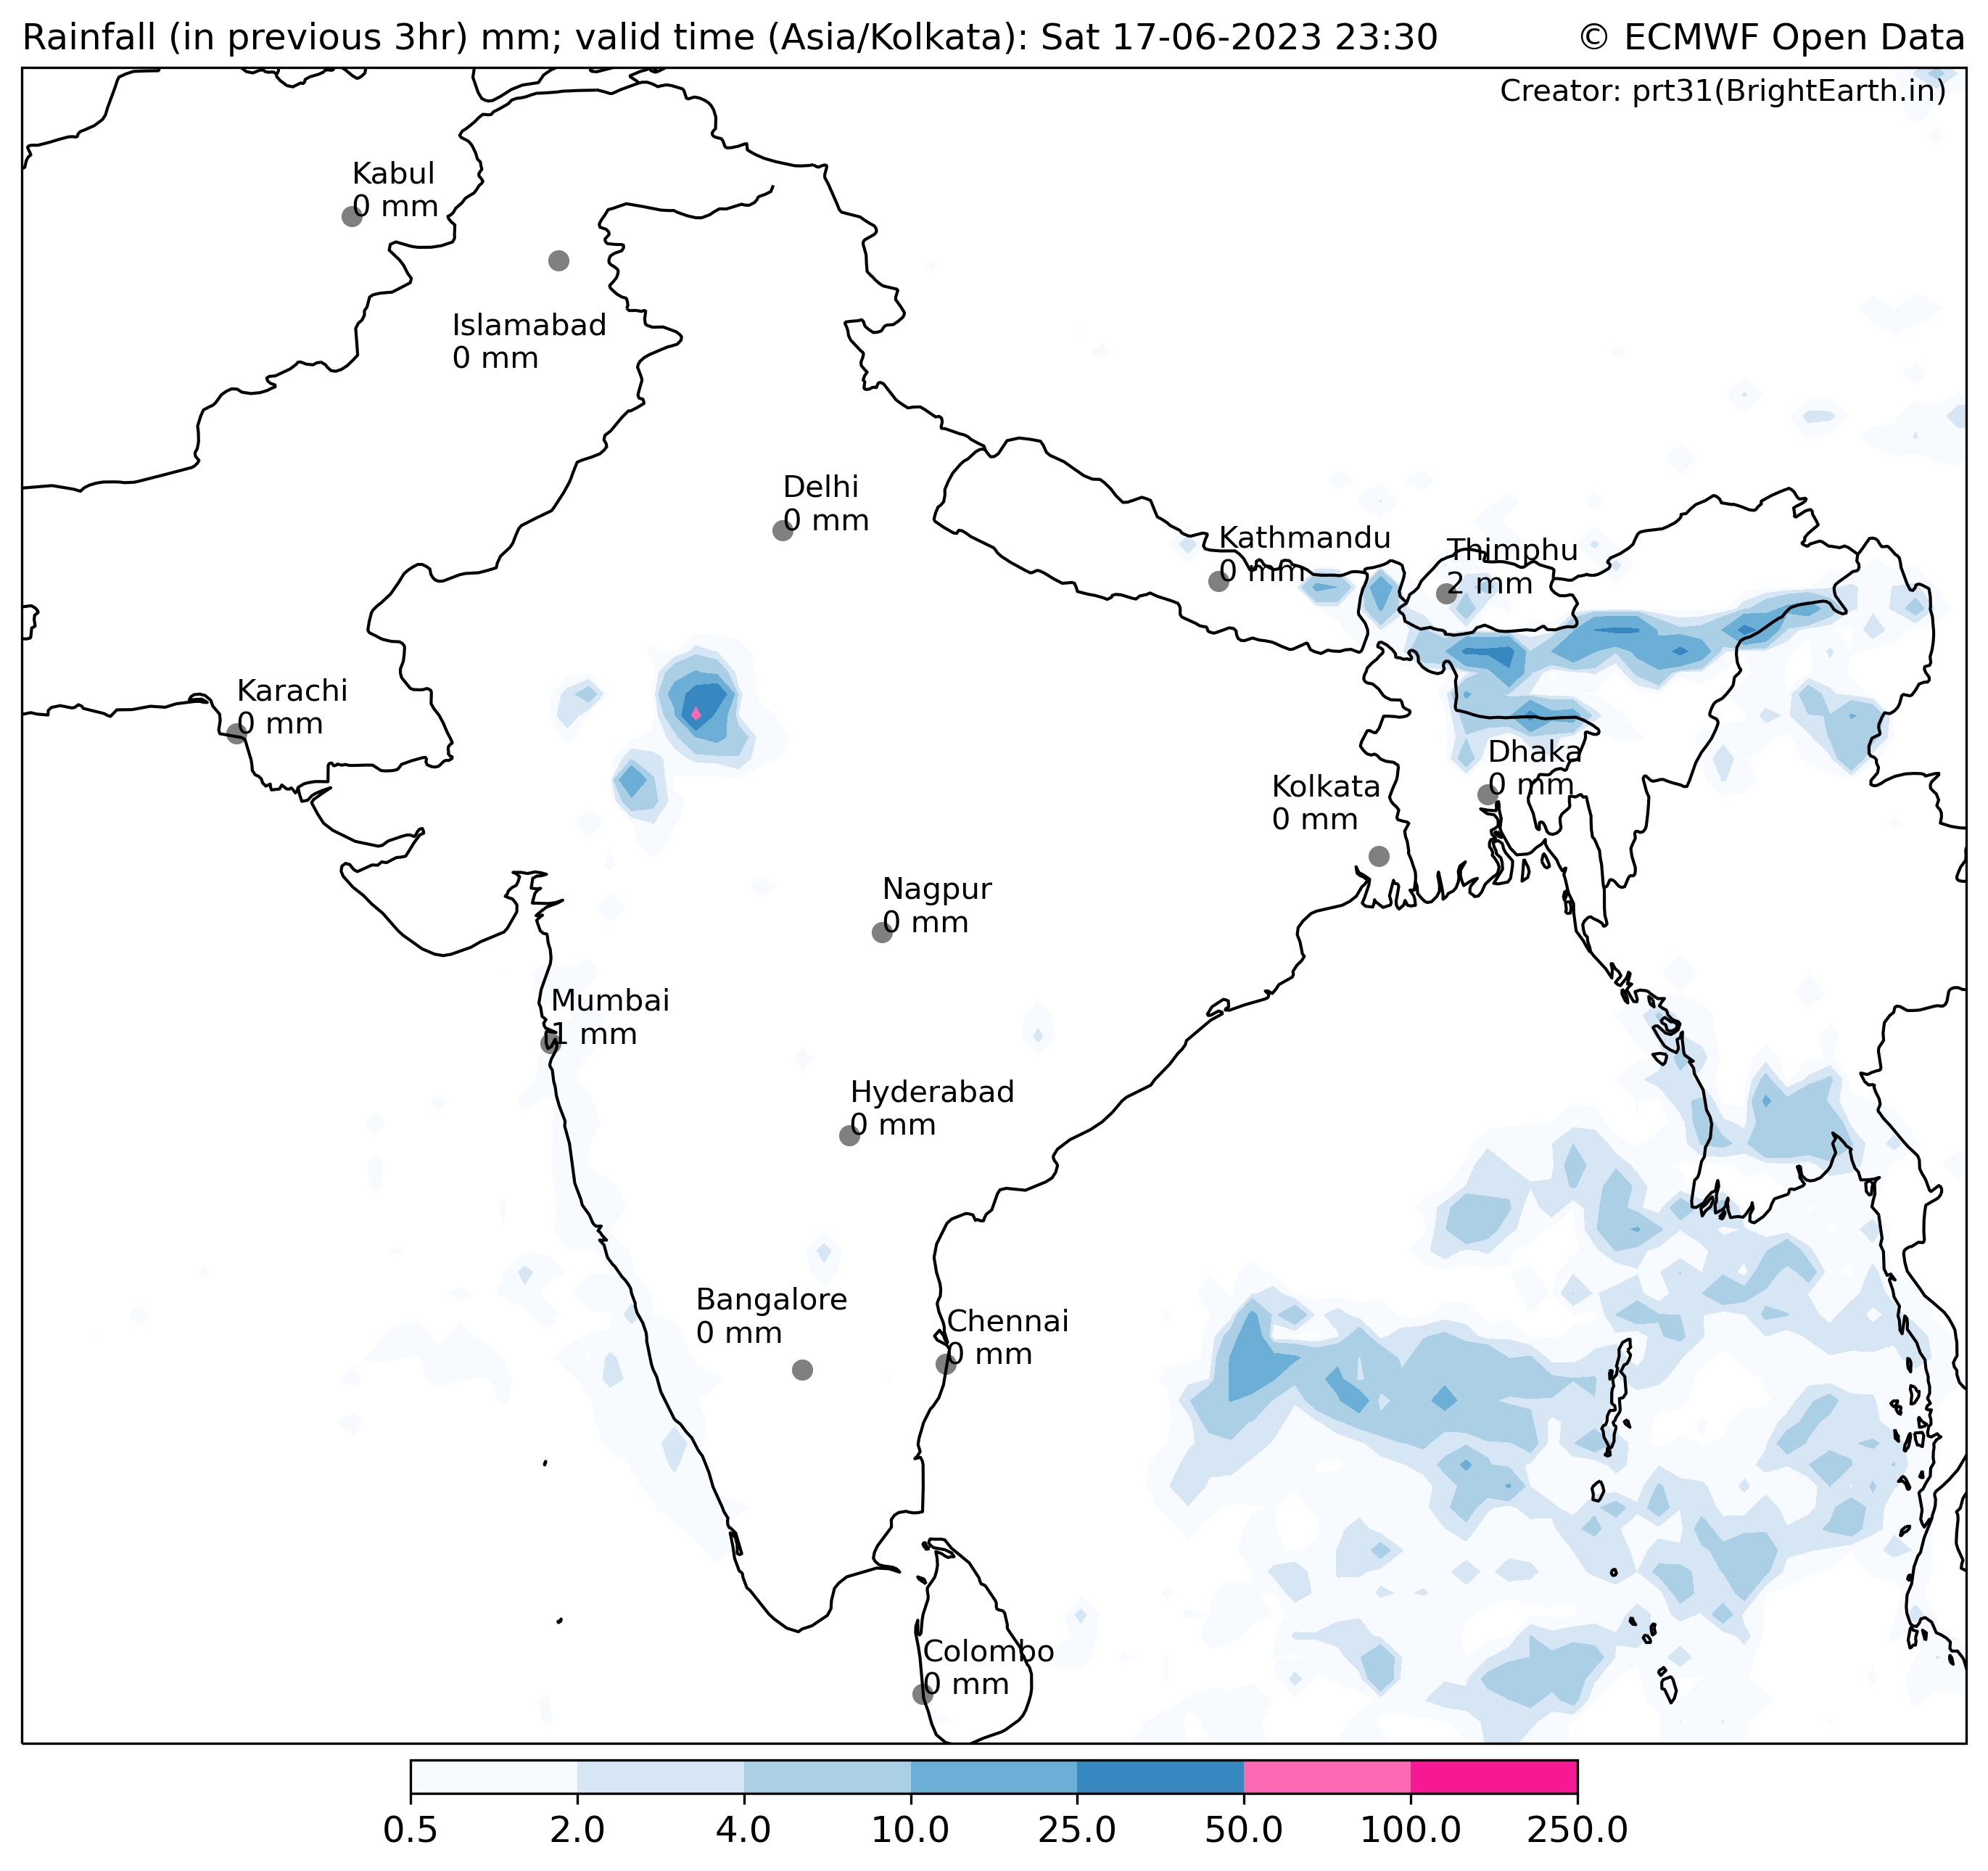 Rainfall (in previous 3hr) mm; valid time (Asia/Kolkata): Sat 17-06-2023 23:30
© ECMWF Open Data
Creator: prt31(BrightEarth.in)
Kabul
0 mm
Islamabad
0 mm
Delhi
0 mm
Kathmandu
0 mm
Thimphu
2 mm
Karachi
0 mm
Dhaka
0 mm
Kolkata
0 mm
Nagpur
0 mm
Mumbai
1 mm
Hyderabad
0 mm
Bangalore
0 mm
Chennai
0 mm
Colombo
0 mm
0.5 2.0 4.0 10.0 25.0 50.0 100.0 250.0